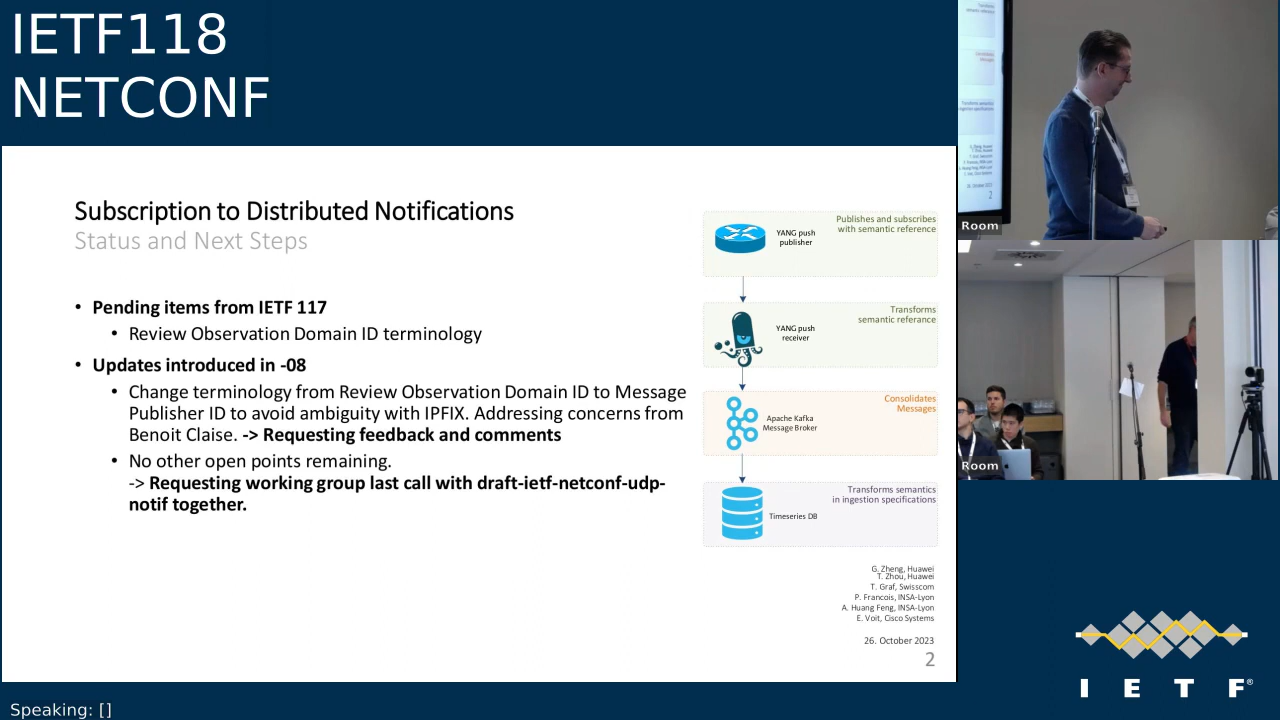 IETF118
NETCONF
Subscription to Distributed Notifications
Status and Next Steps
• Pending items from IETF 117
• Review Observation Domain ID terminology
• Updates introduced in -08
• Change terminology from Review Observation Domain ID to Message
Publisher ID to avoid ambiguity with IPFIX. Addressing concerns from
Benoit Claise. -> Requesting feedback and comments
• No other open points remaining.
-> Requesting working group last call with draft-ietf-netconf-udp-
notif together.
Publishes and subscribes
with semantic reference
YANG push
publisher
Transforms
semantic referance
YANG push
receiver
Consolidates
Messages
Apache Kafka
Message Broker
Transforms semantics
in ingestion specifications
Timeseries DB
G. Zheng, Huawei
T. Zhou, Huawei
T. Graf, Swisscom
P. Francois, INSA-Lyon
A. Huang Feng, INSA-Lyon
E. Voit, Cisco Systems
26. October 2023
2
Room
Room
IETF®
Speaking: []